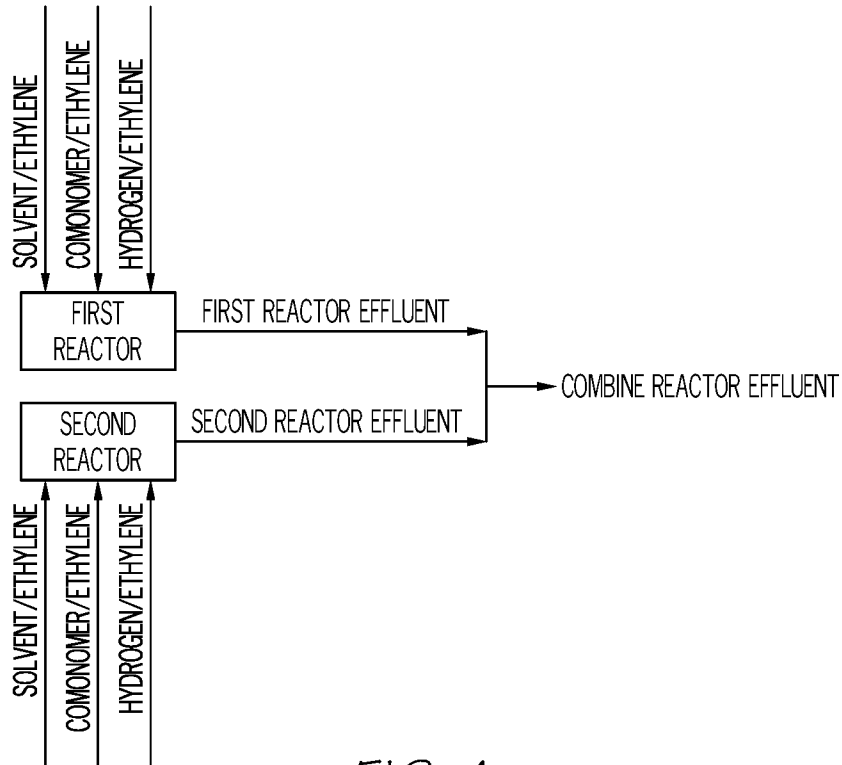 SOLVENT/ETHYLENE
COMONOMER/ETHYLENE
HYDROGEN/ETHYLENE
FIRST
REACTOR
FIRST REACTOR EFFLUENT
COMBINE REACTOR EFFLUENT
SECOND
REACTOR
SECOND REACTOR EFFLUENT
SOLVENT/ETHYLENE
COMONOMER/ETHYLENE
HYDROGEN/ETHYLENE